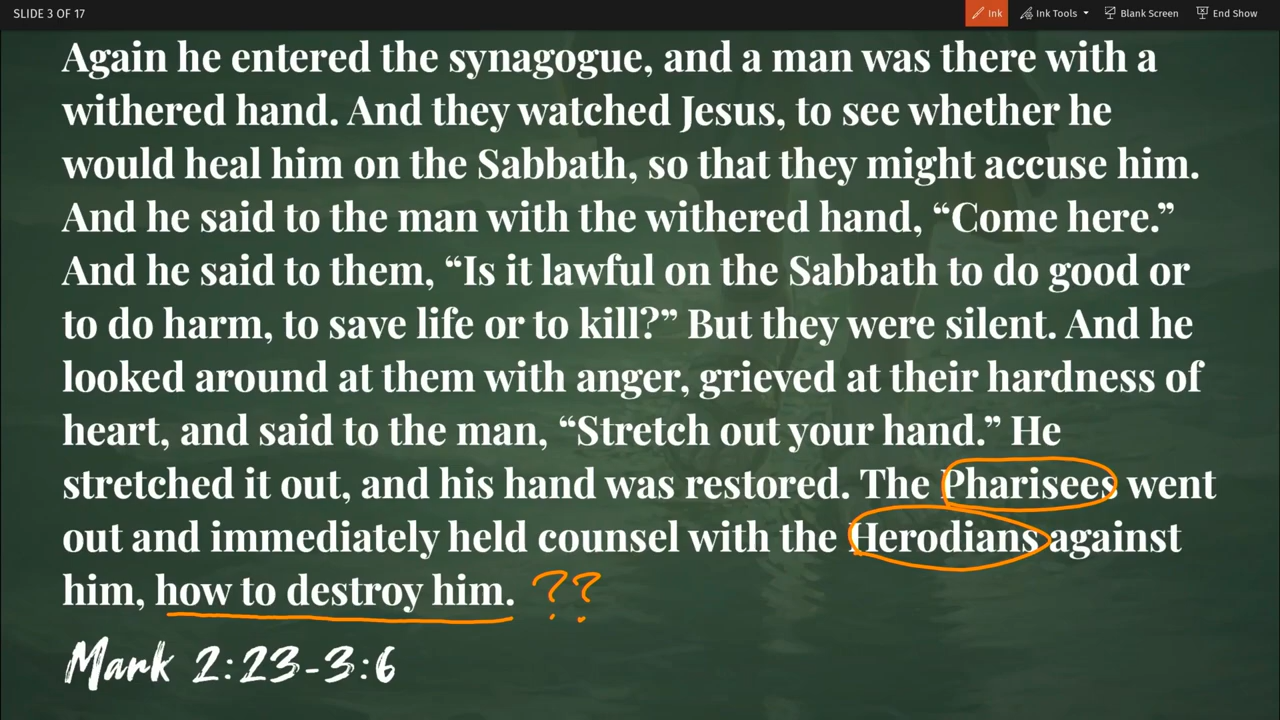 SLIDE 3 OF 17 Ink Ink Tools Blank Screen End Show
Again he entered the synagogue, and a man was there with a
withered hand. And they watched Jesus, to see whether he
would heal him on the Sabbath, so that they might accuse him.
And he said to the man with the withered hand, “Come here.”
And he said to them, “Is it lawful on the Sabbath to do good or
to do harm, to save life or to kill?” But they were silent. And he
looked around at them with anger, grieved at their hardness of
heart, and said to the man, “Stretch out your hand.” He
stretched it out, and his hand was restored. The Pharisees went
out and immediately held counsel with the Herodians against
him, how to destroy him. ??
Mark 2:23-3:6